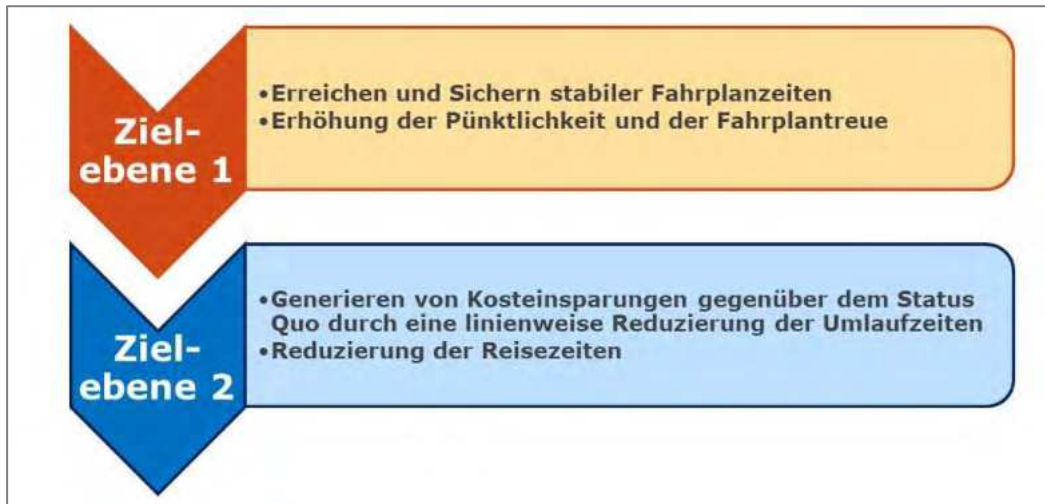 Ziel-
ebene 1
•Erreichen und Sichern stabiler Fahrplanzeiten
•Erhöhung der Pünktlichkeit und der Fahrplantreue
Ziel-
ebene 2
•Generieren von Kosteinsparungen gegenüber dem Status
Quo durch eine linienweise Reduzierung der Umlaufzeiten
•Reduzierung der Reisezeiten